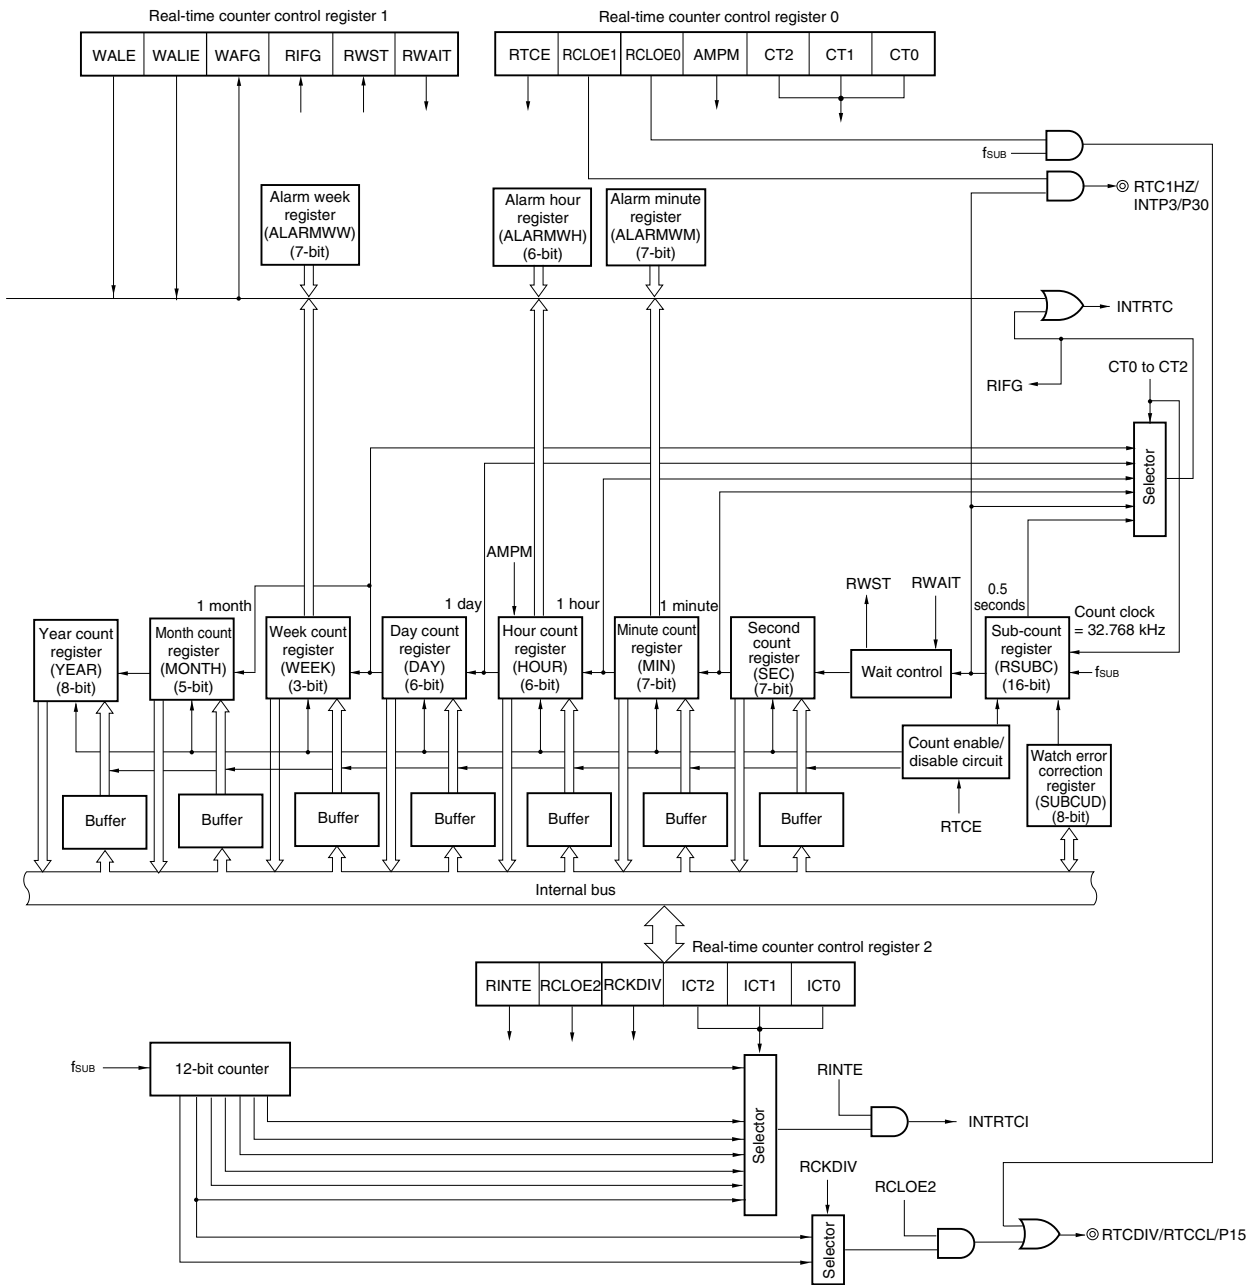 Real-time counter control register 1
Real-time counter control register 0
WALE WALIE WAFG RIFG RWST RWAIT
RTCE RCLOE1 RCLOE0 AMPM CT2 CT1 CT0
fSUB
RTC1HZ/
INTP3/P30
Alarm week
register
(ALARMWW)
(7-bit)
Alarm hour
register
(ALARMWH)
(6-bit)
Alarm minute
register
(ALARMWM)
(7-bit)
INTRTC
RIFG
CT0 to CT2
Selector
AMPM
RWST
RWAIT
0.5
seconds
Count clock
= 32.768 kHz
1 month
1 day
1 hour
1 minute
Year count
register
(YEAR)
(8-bit)
Month count
register
(MONTH)
(5-bit)
Week count
register
(WEEK)
(3-bit)
Day count
register
(DAY)
(6-bit)
Hour count
register
(HOUR)
(6-bit)
Minute count
register
(MIN)
(7-bit)
Second
count
register
(SEC)
(7-bit)
Wait control
Sub-count
register
(RSUBC)
(16-bit)
fSUB
Count enable/
disable circuit
RTCE
Watch error
correction
register
(SUBCUD)
(8-bit)
Buffer
Buffer
Buffer
Buffer
Buffer
Buffer
Buffer
Internal bus
Real-time counter control register 2
RINTE RCLOE2 RCKDIV ICT2 ICT1 ICT0
fSUB
12-bit counter
Selector
RINTE
INTRTCI
RCKDIV
Selector
RCLOE2
RTCDIV/RTCCL/P15